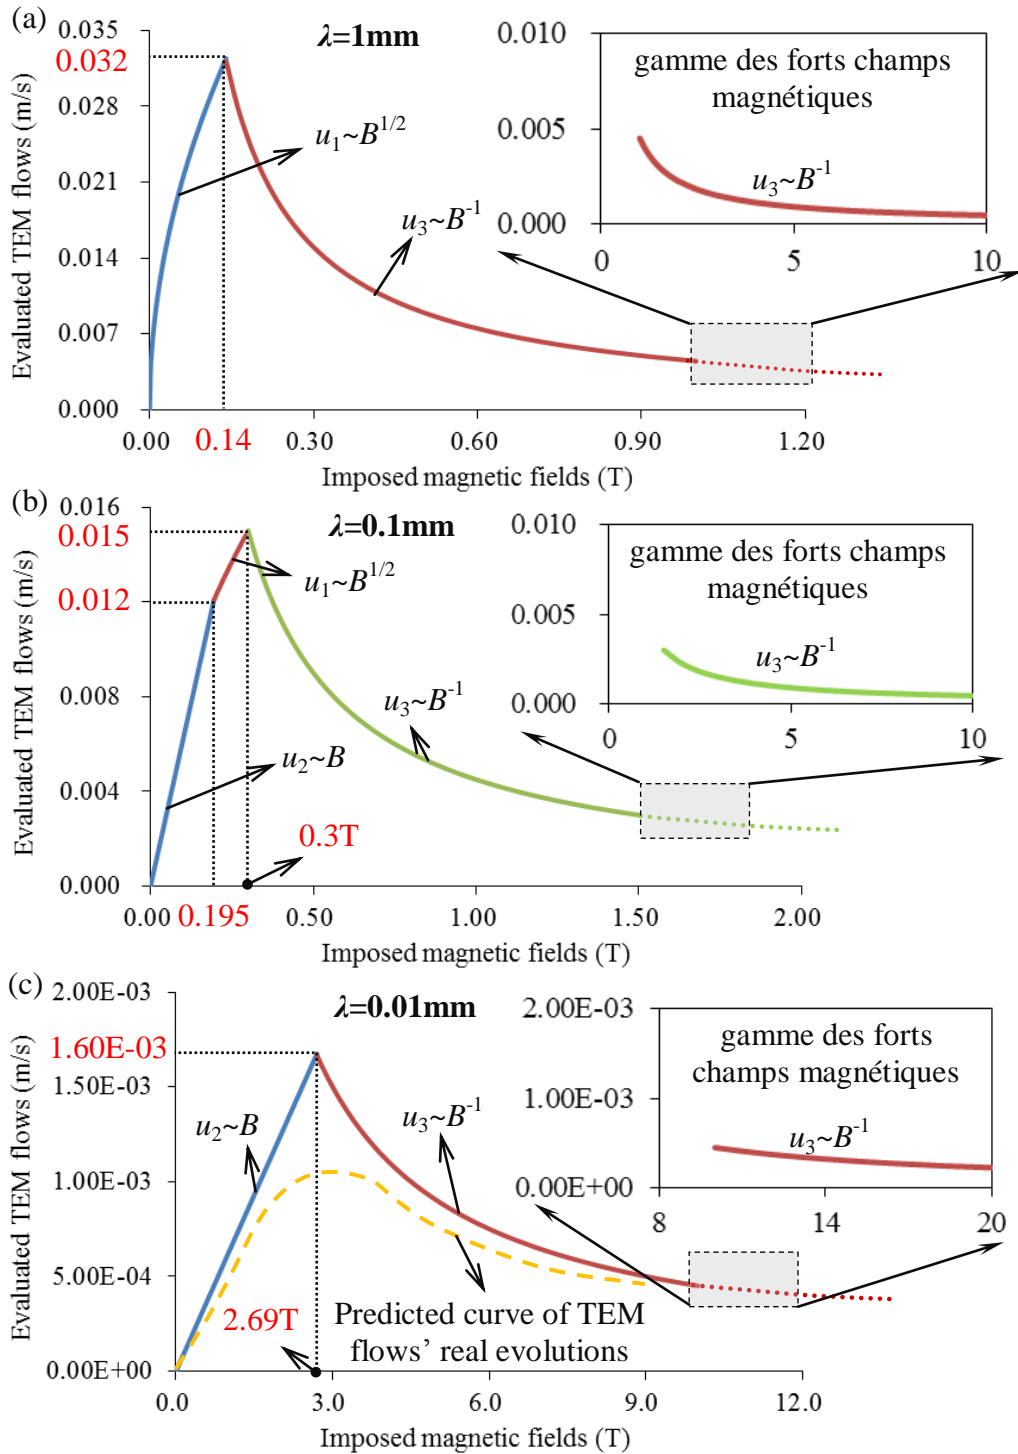 (a)
λ=1mm
Evaluated TEM flows (m/s)
0.035
0.032
0.028
0.021
0.014
0.007
0.000
u₁~B^1/2
u₃~B^-1
0.00
0.14
0.30
0.60
0.90
1.20
Imposed magnetic fields (T)
0.010
0.005
0.000
gamme des forts champs
magnétiques
u₃~B^-1
0
5
10
(b)
λ=0.1mm
Evaluated TEM flows (m/s)
0.016
0.015
0.012
0.008
0.004
0.000
u₁~B^1/2
u₃~B^-1
u₂~B
0.3T
0.00
0.195
0.50
1.00
1.50
2.00
Imposed magnetic fields (T)
0.010
0.005
0.000
gamme des forts champs
magnétiques
u₃~B^-1
0
5
10
(c)
λ=0.01mm
Evaluated TEM flows (m/s)
2.00E-03
1.60E-03
1.50E-03
1.00E-03
5.00E-04
0.00E+00
u₂~B
u₃~B^-1
2.69T
Predicted curve of TEM
flows’ real evolutions
0.0
3.0
6.0
9.0
12.0
Imposed magnetic fields (T)
2.00E-03
1.00E-03
0.00E+00
gamme des forts
champs magnétiques
u₃~B^-1
8
14
20